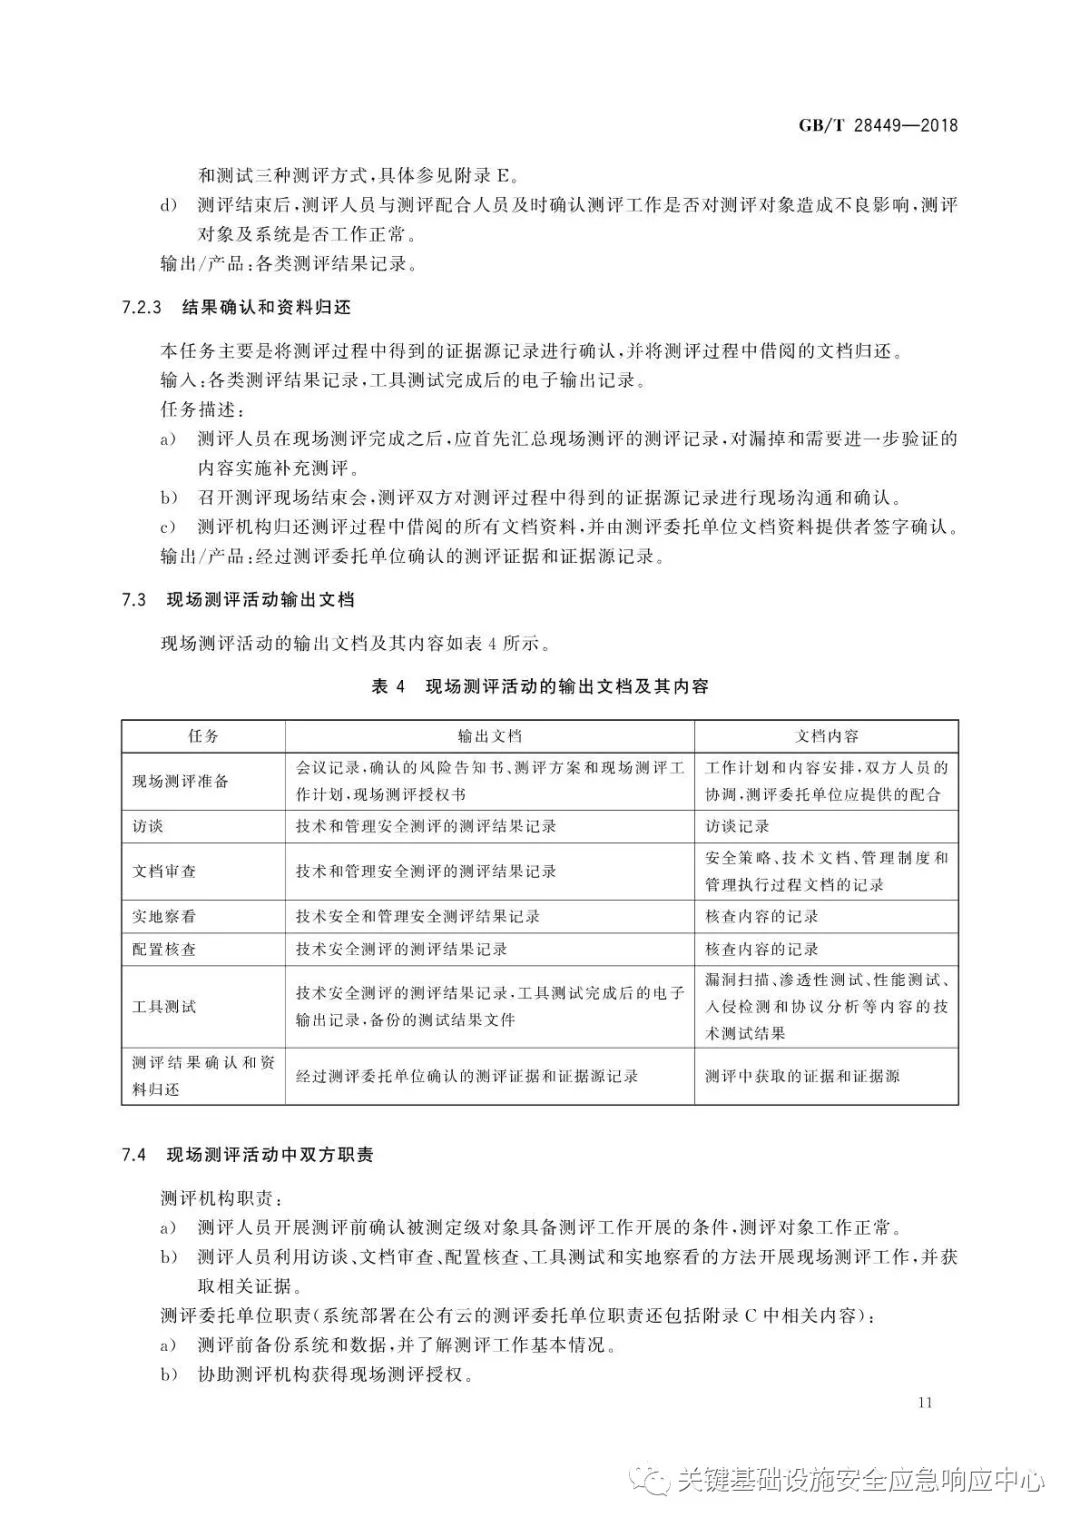 GB/T 28449—2018
和测试三种测评方式,具体参见附录 E。
d) 测评结束后,测评人员与测评配合人员及时确认测评工作是否对测评对象造成不良影响,测评
对象及系统是否工作正常。
输出/产品:各类测评结果记录。
7.2.3 结果确认和资料归还
本任务主要是将测评过程中得到的证据源记录进行确认,并将测评过程中借阅的文档归还。
输入:各类测评结果记录,工具测试完成后的电子输出记录。
任务描述:
a) 测评人员在现场测评完成之后,应首先汇总现场测评的测评记录,对漏掉和需要进一步验证的
内容实施补充测评。
b) 召开测评现场结束会,测评双方对测评过程中得到的证据源记录进行现场沟通和确认。
c) 测评机构归还测评过程中借阅的所有文档资料,并由测评委托单位文档资料提供者签字确认。
输出/产品:经过测评委托单位确认的测评证据和证据源记录。
7.3 现场测评活动输出文档
现场测评活动的输出文档及其内容如表 4 所示。
表 4 现场测评活动的输出文档及其内容
任务 输出文档 文档内容
现场测评准备
会议记录,确认的风险告知书、测评方案和现场测评工
作计划,现场测评授权书
工作计划和内容安排,双方人员的
协调,测评委托单位应提供的配合
访谈 技术和管理安全测评的测评结果记录 访谈记录
文档审查 技术和管理安全测评的测评结果记录
安全策略、技术文档、管理制度和
管理执行过程文档的记录
实地察看 技术安全和管理安全测评结果记录 核查内容的记录
配置核查 技术安全测评的测评结果记录 核查内容的记录
工具测试
技术安全测评的测评结果记录,工具测试完成后的电子
输出记录,备份的测试结果文件
漏洞扫描、渗透性测试、性能测试、
入侵检测和协议分析等内容的技
术测试结果
测评结果确认和资
料归还
经过测评委托单位确认的测评证据和证据源记录
测评中获取的证据和证据源
7.4 现场测评活动中双方职责
测评机构职责:
a) 测评人员开展测评前确认被测定级对象具备测评工作开展的条件,测评对象工作正常。
b) 测评人员利用访谈、文档审查、配置核查、工具测试和实地察看的方法开展现场测评工作,并获
取相关证据。
测评委托单位职责(系统部署在公有云的测评委托单位职责还包括附录 C 中相关内容):
a) 测评前备份系统和数据,并了解测评工作基本情况。
b) 协助测评机构获得现场测评授权。
11
关键基础设施安全应急响应中心